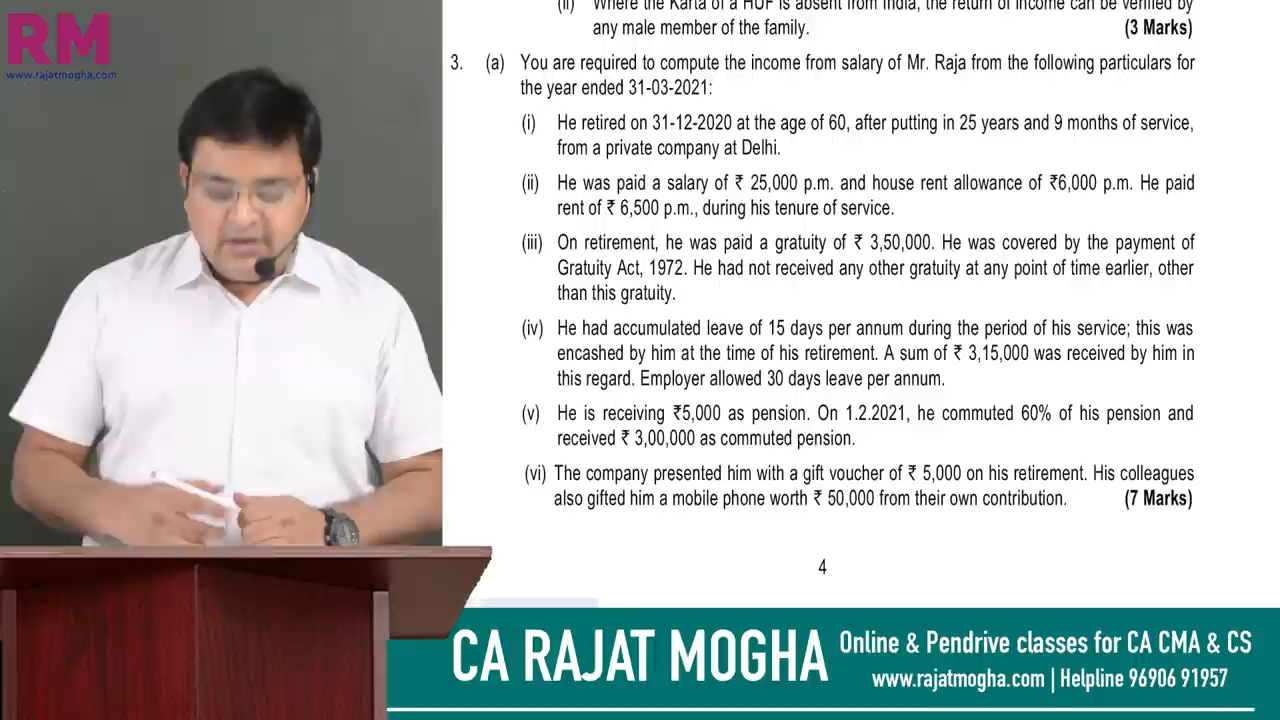 RM
www.rajatmogha.com
(ii) Where the Karta of a HUF is absent from India, the return of income can be verified by
any male member of the family. (3 Marks)
3. (a) You are required to compute the income from salary of Mr. Raja from the following particulars for
the year ended 31-03-2021:
(i) He retired on 31-12-2020 at the age of 60, after putting in 25 years and 9 months of service,
from a private company at Delhi.
(ii) He was paid a salary of ₹ 25,000 p.m. and house rent allowance of ₹6,000 p.m. He paid
rent of ₹ 6,500 p.m., during his tenure of service.
(iii) On retirement, he was paid a gratuity of ₹ 3,50,000. He was covered by the payment of
Gratuity Act, 1972. He had not received any other gratuity at any point of time earlier, other
than this gratuity.
(iv) He had accumulated leave of 15 days per annum during the period of his service; this was
encashed by him at the time of his retirement. A sum of ₹ 3,15,000 was received by him in
this regard. Employer allowed 30 days leave per annum.
(v) He is receiving ₹5,000 as pension. On 1.2.2021, he commuted 60% of his pension and
received ₹ 3,00,000 as commuted pension.
(vi) The company presented him with a gift voucher of ₹ 5,000 on his retirement. His colleagues
also gifted him a mobile phone worth ₹ 50,000 from their own contribution. (7 Marks)
4
CA RAJAT MOGHA
Online & Pendrive classes for CA CMA & CS
www.rajatmogha.com | Helpline 96906 91957